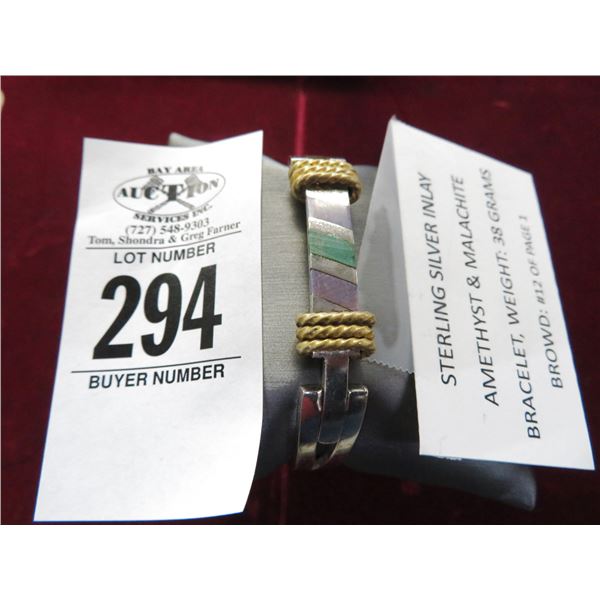 BAY AREA
AUCTION
SERVICES INC.
(727) 548-9303
Tom, Shondra & Greg Farner
LOT NUMBER
294
BUYER NUMBER
STERLING SILVER INLAY
AMETHYST & MALACHITE
BRACELET, WEIGHT: 38 GRAMS
BROWD: #12 OF PAGE 1